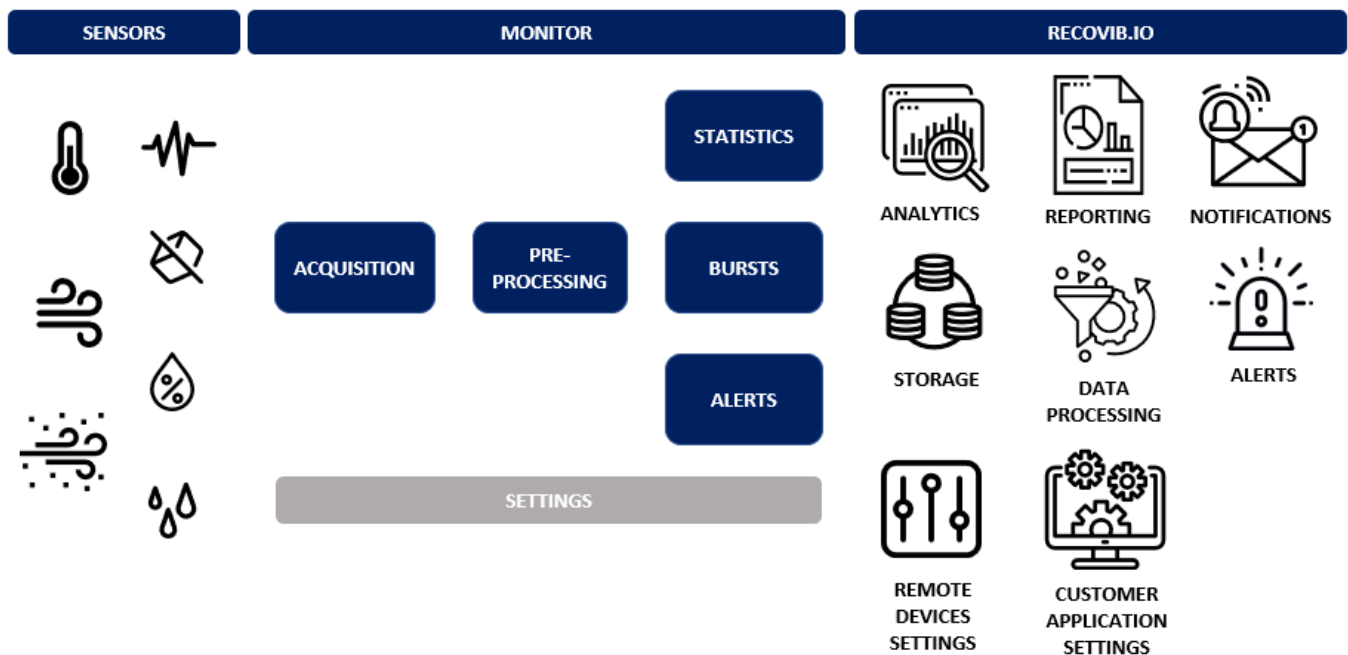 SENSORS
MONITOR
RECOVIB.IO
STATISTICS
ACQUISITION
PRE-
PROCESSING
BURSTS
ALERTS
SETTINGS
%
ANALYTICS
REPORTING
1
NOTIFICATIONS
STORAGE
DATA
PROCESSING
!
ALERTS
REMOTE
DEVICES
SETTINGS
CUSTOMER
APPLICATION
SETTINGS